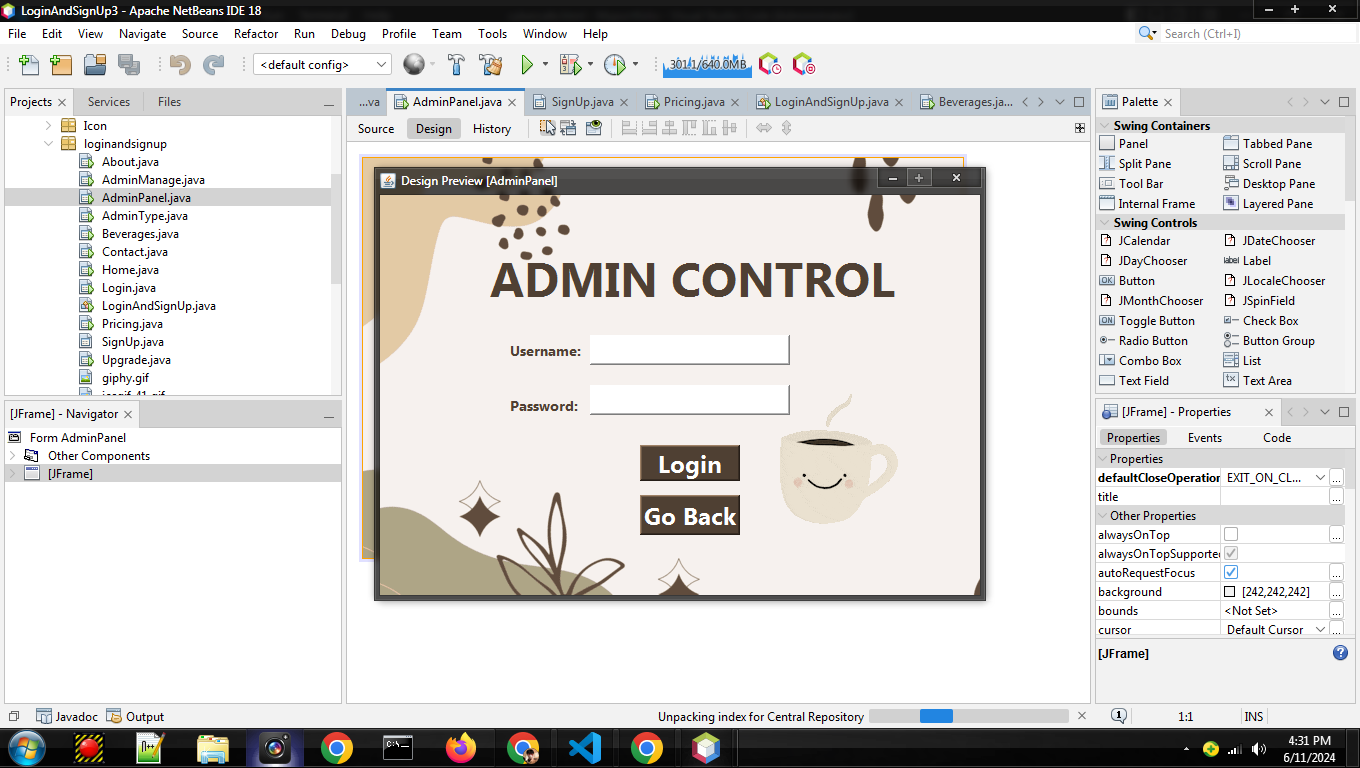 LoginAndSignUp3 - Apache NetBeans IDE 18
File Edit View Navigate Source Refactor Run Debug Profile Team Tools Window Help
Search (Ctrl+I)
<default config>
301.1/640.0MB
Projects Services Files
Icon
loginandsignup
About.java
AdminManage.java
AdminPanel.java
AdminType.java
Beverages.java
Contact.java
Home.java
Login.java
LoginAndSignUp.java
Pricing.java
SignUp.java
Upgrade.java
giphy.gif
[JFrame] - Navigator
Form AdminPanel
Other Components
[JFrame]
...va AdminPanel.java SignUp.java Pricing.java LoginAndSignUp.java Beverages.ja...
Source Design History
Design Preview [AdminPanel]
ADMIN CONTROL
Username:
Password:
Login
Go Back
Palette
Swing Containers
Panel Tabbed Pane
Split Pane Scroll Pane
Tool Bar Desktop Pane
Internal Frame Layered Pane
Swing Controls
JCalendar JDateChooser
JDayChooser Label
Button JLocaleChooser
JMonthChooser JSpinField
Toggle Button Check Box
Radio Button Button Group
Combo Box List
Text Field Text Area
[JFrame] - Properties
Properties Events Code
Properties
defaultCloseOperation EXIT_ON_CL... ...
title ...
Other Properties
alwaysOnTop ...
alwaysOnTopSupported
autoRequestFocus ...
background [242,242,242] ...
bounds <Not Set> ...
cursor Default Cursor ...
[JFrame]
Javadoc Output
Unpacking index for Central Repository
1
1:1
INS
4:31 PM
6/11/2024